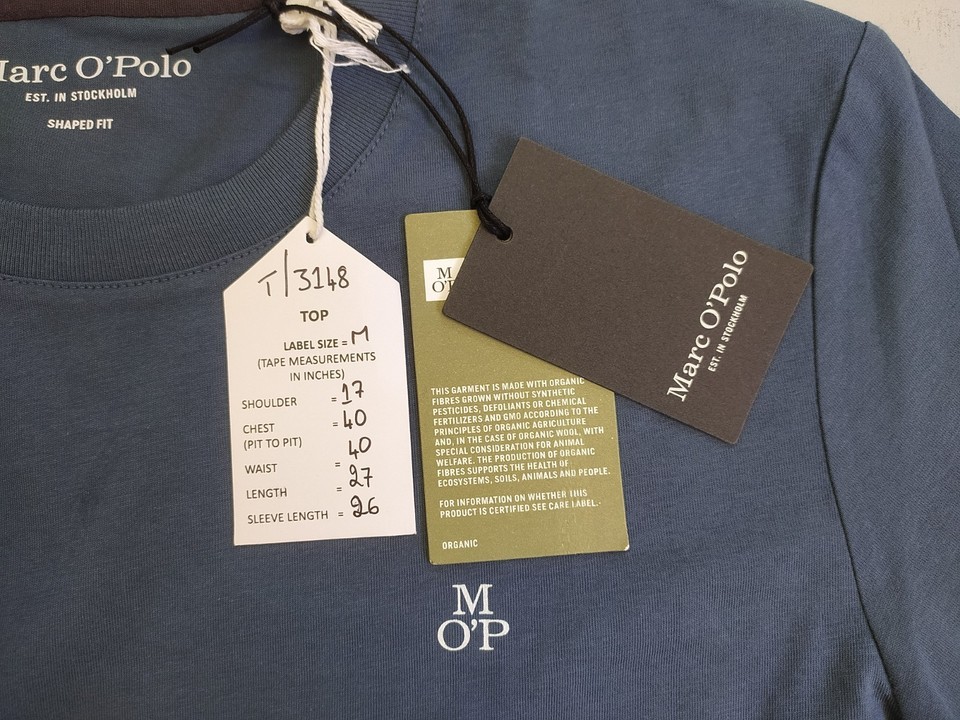 Marc O'Polo
EST. IN STOCKHOLM
SHAPED FIT
T/3148
TOP
LABEL SIZE = M
(TAPE MEASUREMENTS
IN INCHES)
SHOULDER = 17
CHEST = 40
(PIT TO PIT)
WAIST = 40
LENGTH = 27
SLEEVE LENGTH = 26
M
O'P
THIS GARMENT IS MADE WITH ORGANIC
FIBRES GROWN WITHOUT SYNTHETIC
PESTICIDES, DEFOLIANTS OR CHEMICAL
FERTILIZERS AND GMO ACCORDING TO THE
PRINCIPLES OF ORGANIC AGRICULTURE
AND, IN THE CASE OF ORGANIC WOOL, WITH
SPECIAL CONSIDERATION FOR ANIMAL
WELFARE. THE PRODUCTION OF ORGANIC
FIBRES SUPPORTS THE HEALTH OF
ECOSYSTEMS, SOILS, ANIMALS AND PEOPLE.
FOR INFORMATION ON WHETHER THIS
PRODUCT IS CERTIFIED SEE CARE LABEL.
ORGANIC
Marc O'Polo
EST. IN STOCKHOLM
M
O'P